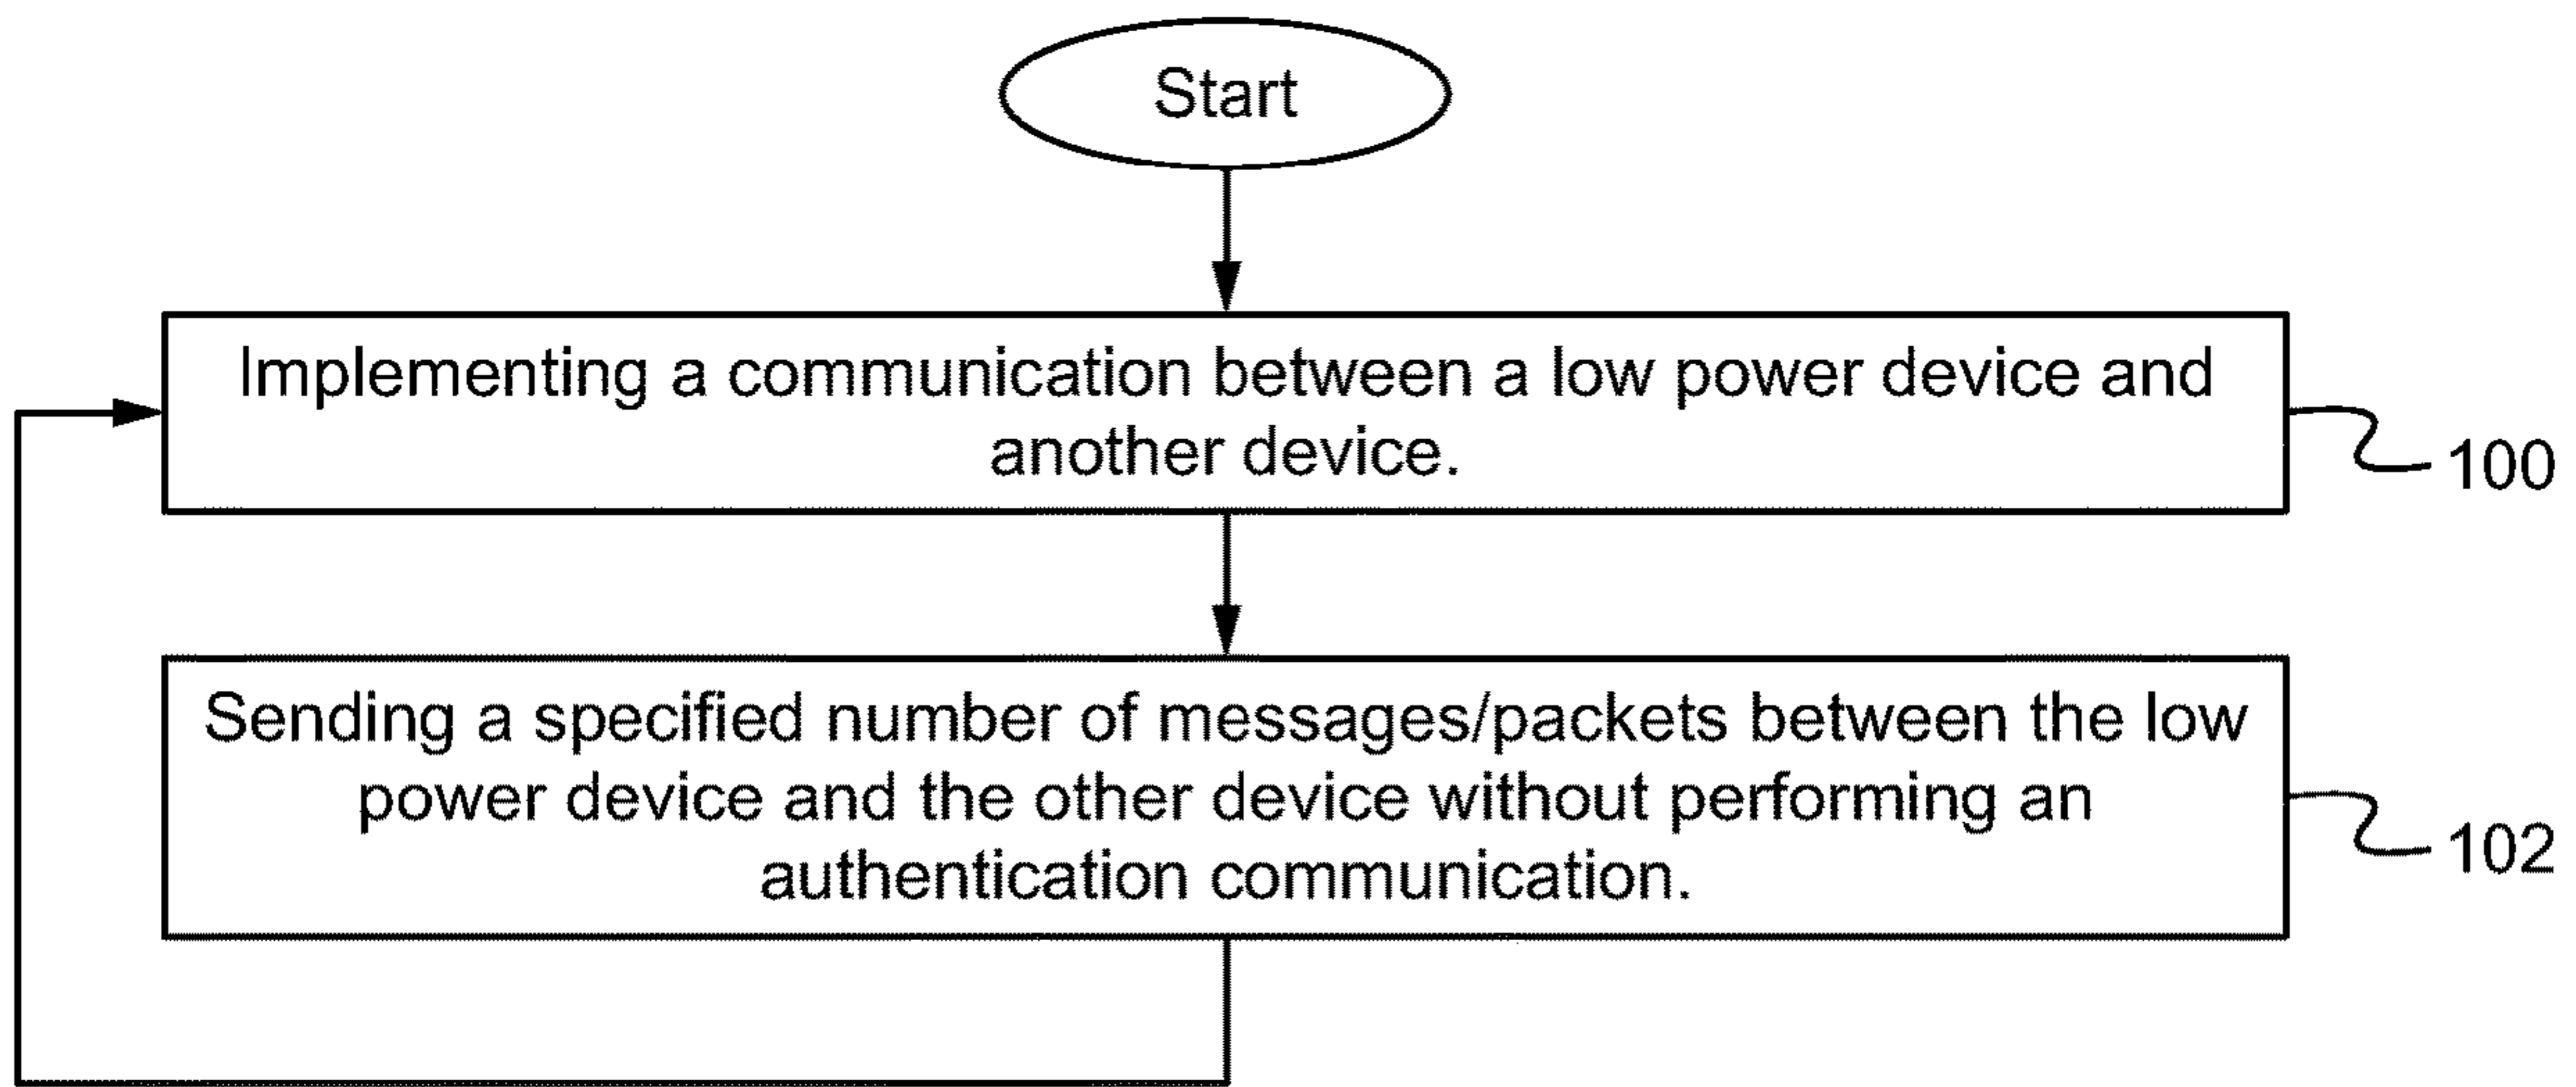 Start
Implementing a communication between a low power device and
another device.
100
Sending a specified number of messages/packets between the low
power device and the other device without performing an
authentication communication.
102